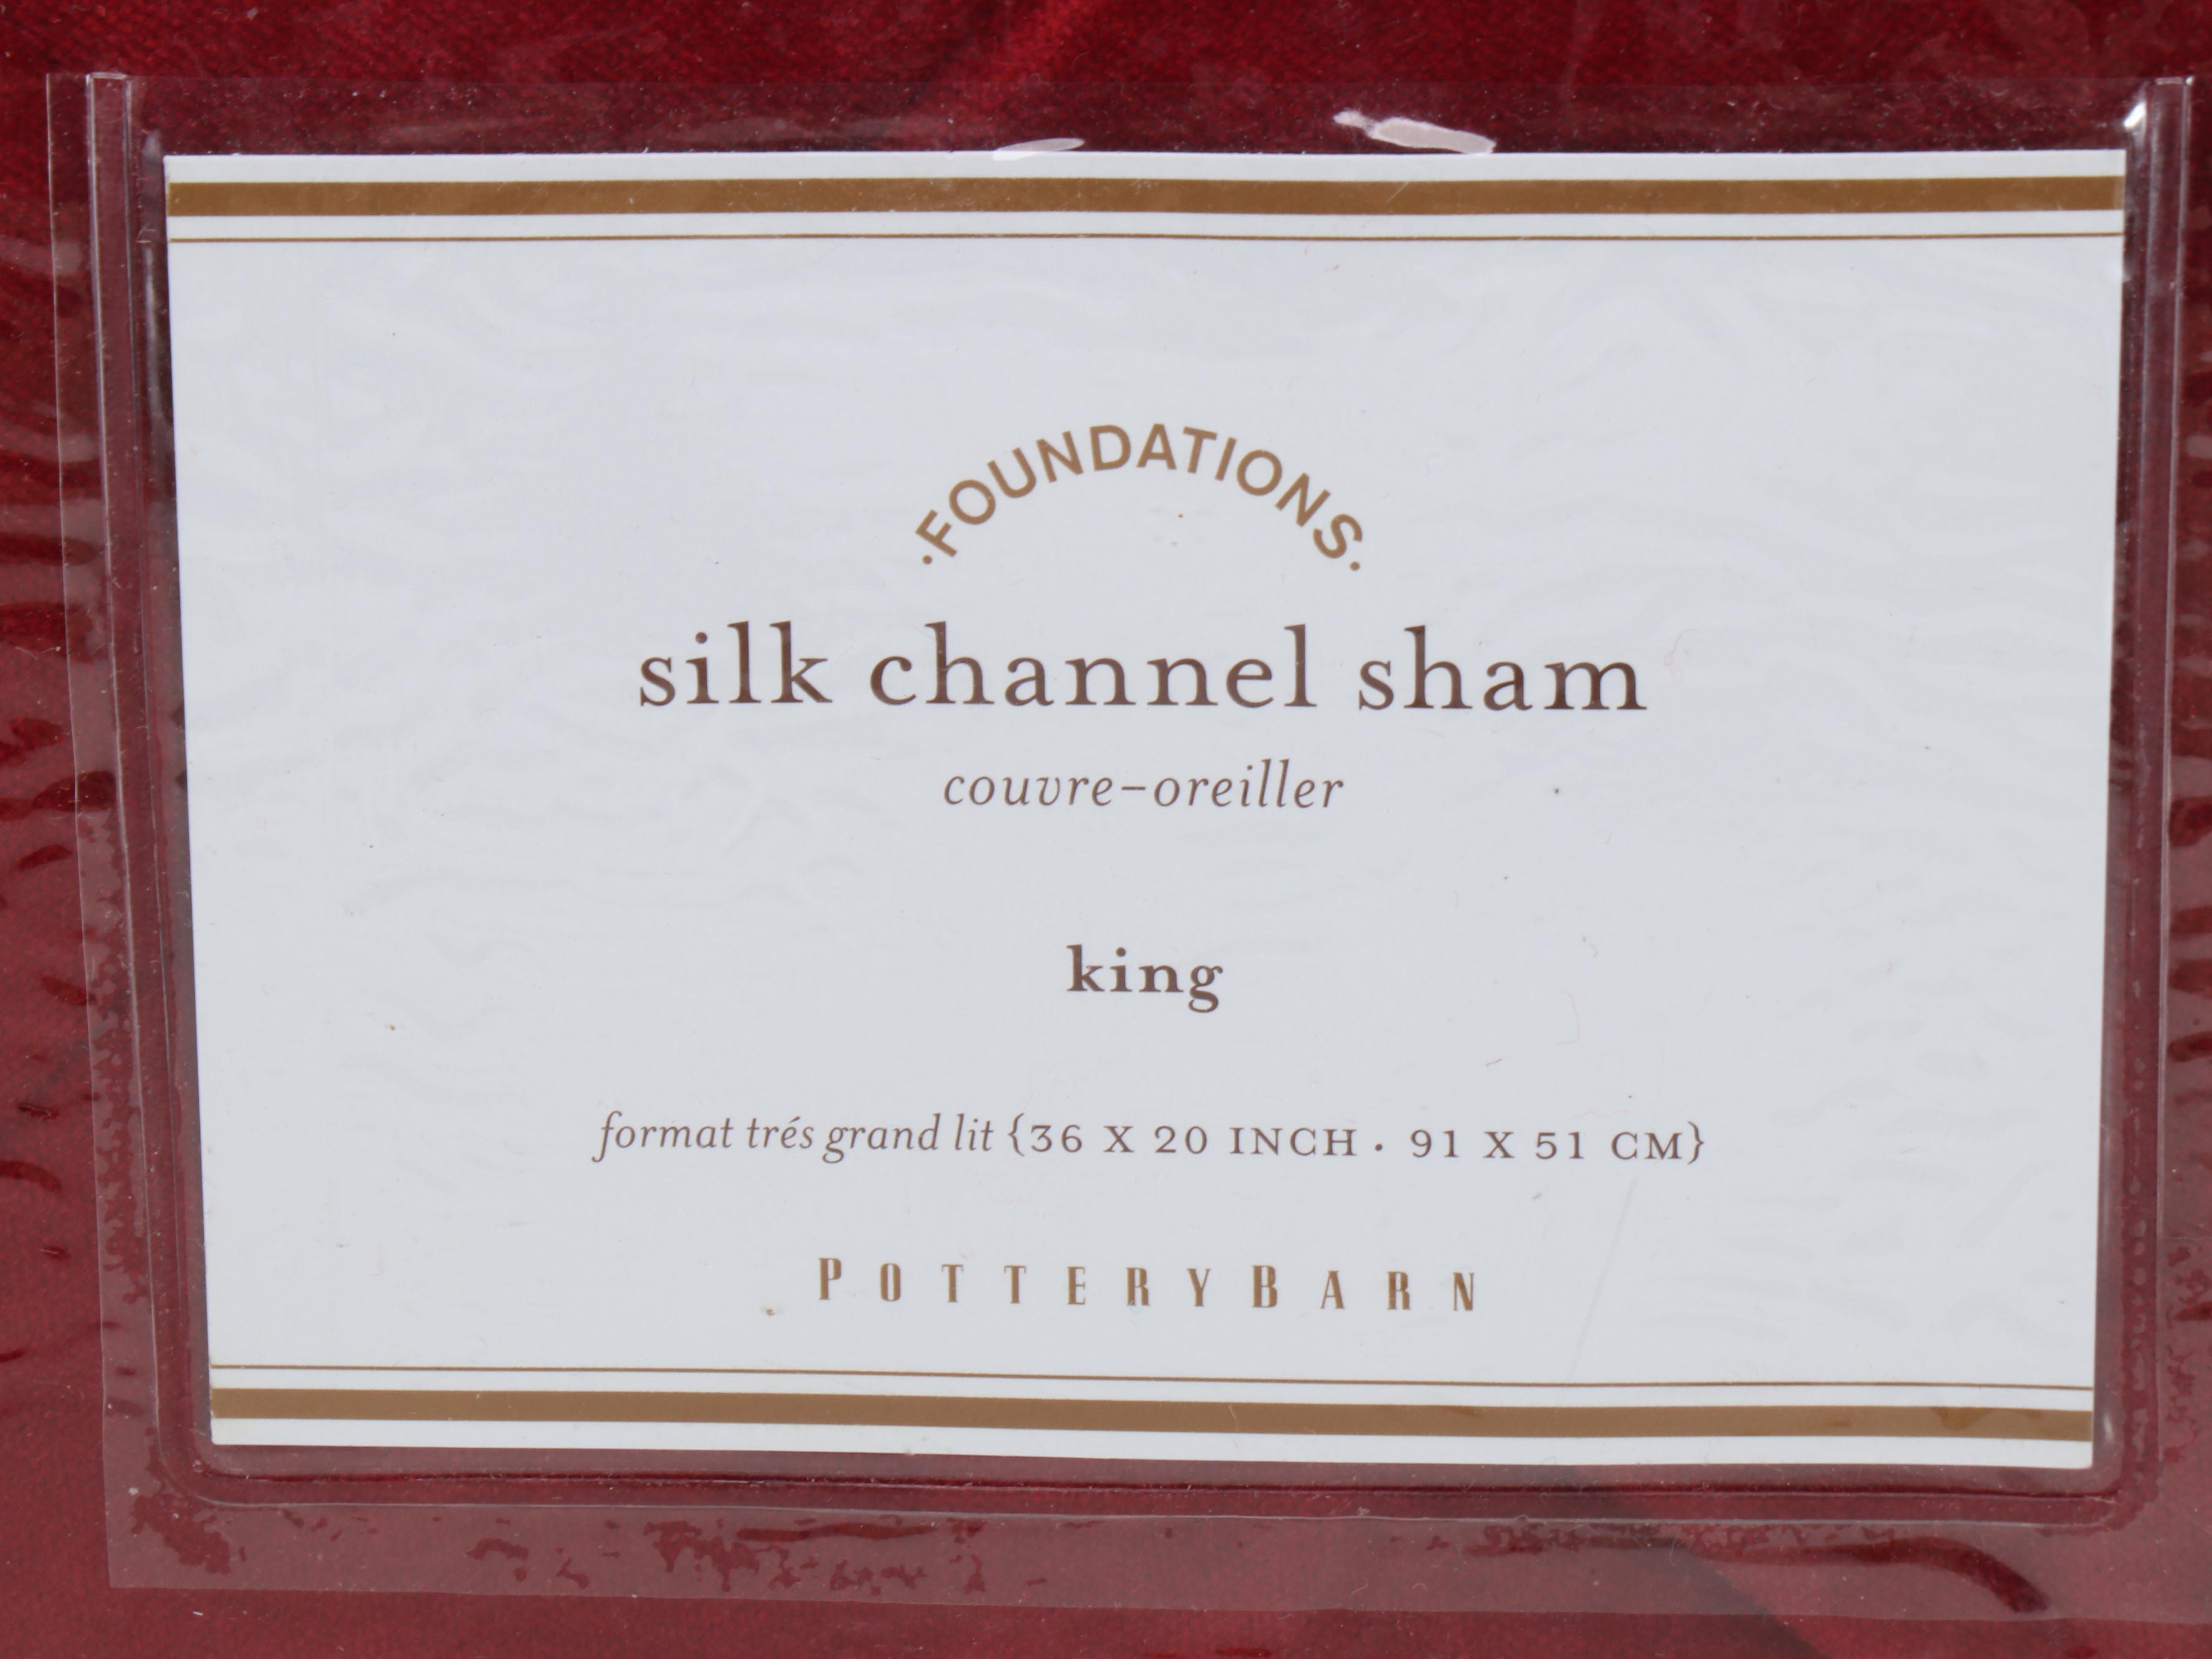 ·FOUNDATIONS·
silk channel sham
couvre-oreiller
king
format trés grand lit {36 X 20 INCH · 91 X 51 CM}
POTTERYBARN